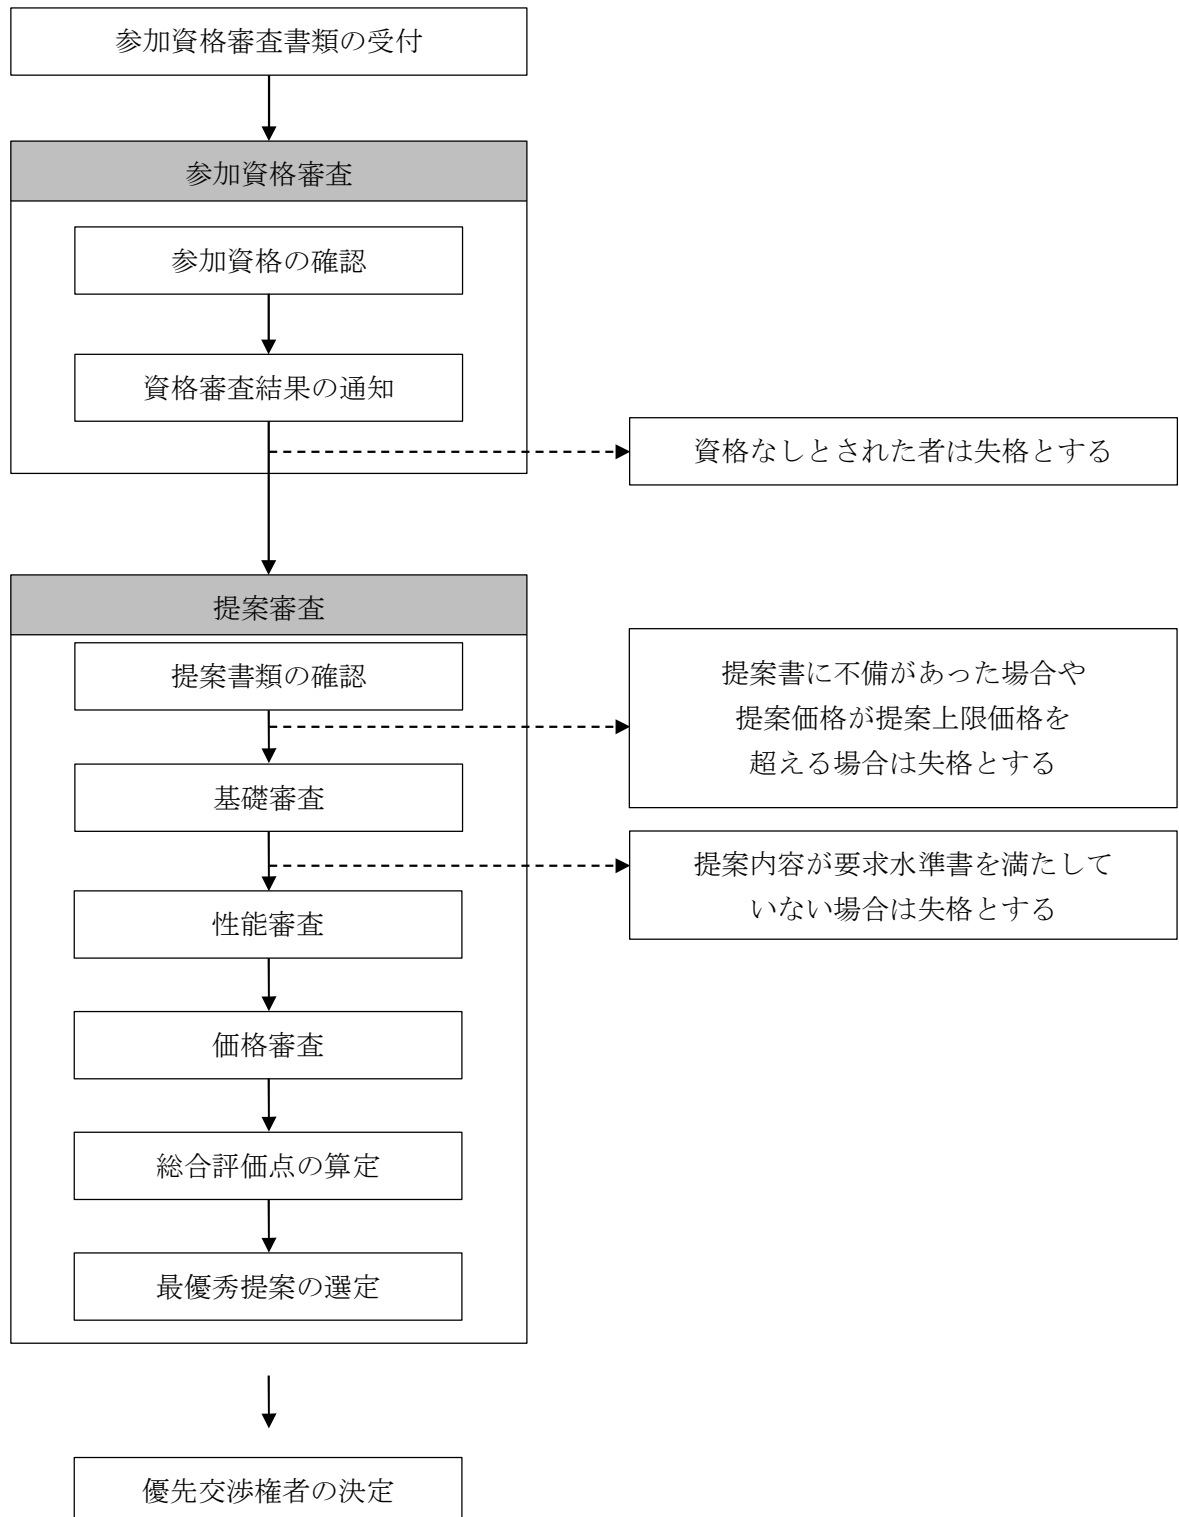 参加資格審査書類の受付
参加資格審査
参加資格の確認
資格審査結果の通知
資格なしとされた者は失格とする
提案審査
提案書類の確認
提案書に不備があった場合や
提案価格が提案上限価格を
超える場合は失格とする
基礎審査
提案内容が要求水準書を満たして
いない場合は失格とする
性能審査
価格審査
総合評価点の算定
最優秀提案の選定
優先交渉権者の決定